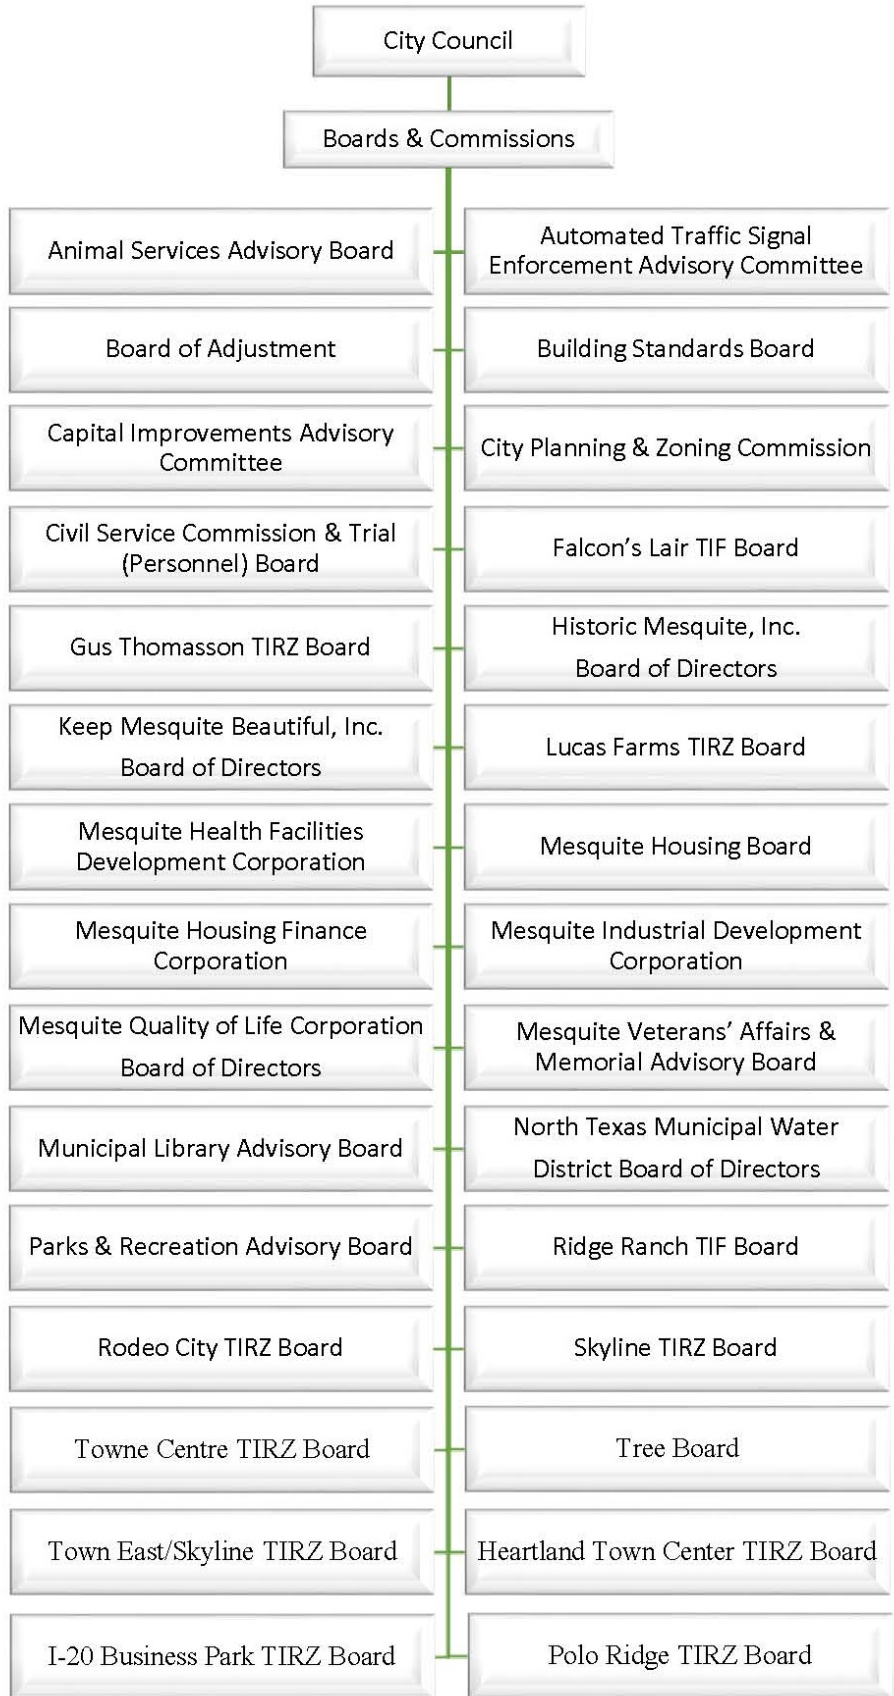 City Council
Boards & Commissions
Animal Services Advisory Board
Automated Traffic Signal
Enforcement Advisory Committee
Board of Adjustment
Building Standards Board
Capital Improvements Advisory
Committee
City Planning & Zoning Commission
Civil Service Commission & Trial
(Personnel) Board
Falcon’s Lair TIF Board
Gus Thomasson TIRZ Board
Historic Mesquite, Inc.
Board of Directors
Keep Mesquite Beautiful, Inc.
Board of Directors
Lucas Farms TIRZ Board
Mesquite Health Facilities
Development Corporation
Mesquite Housing Board
Mesquite Housing Finance
Corporation
Mesquite Industrial Development
Corporation
Mesquite Quality of Life Corporation
Board of Directors
Mesquite Veterans’ Affairs &
Memorial Advisory Board
Municipal Library Advisory Board
North Texas Municipal Water
District Board of Directors
Parks & Recreation Advisory Board
Ridge Ranch TIF Board
Rodeo City TIRZ Board
Skyline TIRZ Board
Towne Centre TIRZ Board
Tree Board
Town East/Skyline TIRZ Board
Heartland Town Center TIRZ Board
I-20 Business Park TIRZ Board
Polo Ridge TIRZ Board